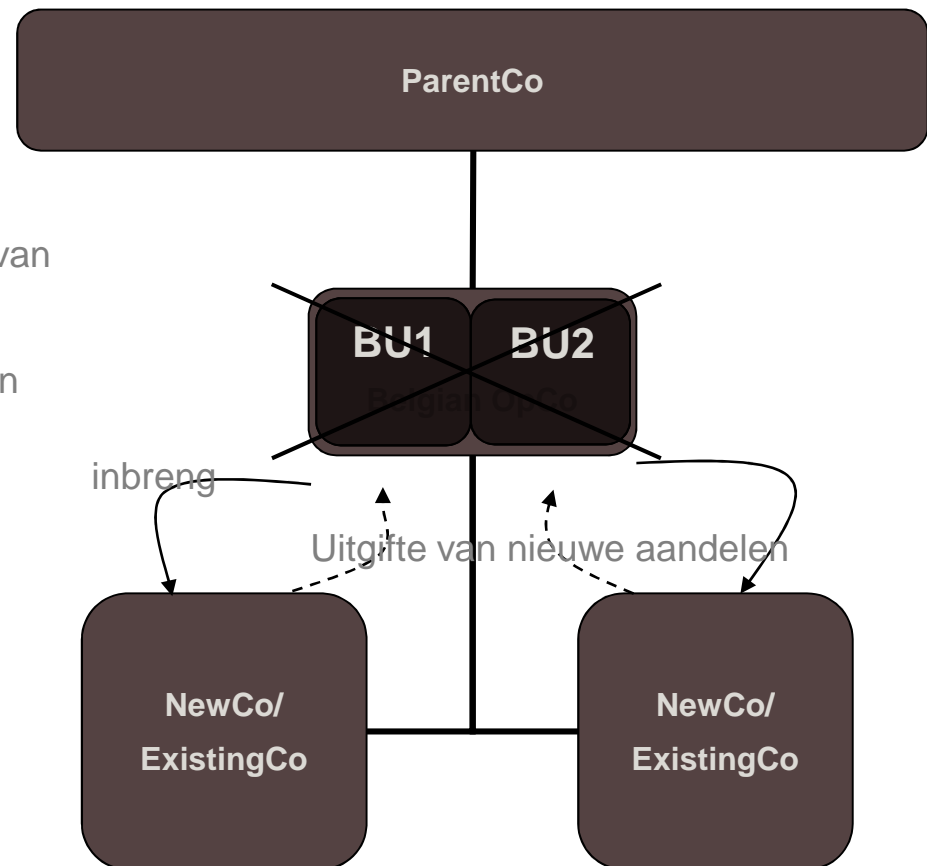 ParentCo
van
BU1 BU2
n
Belgian OpCo
inbreng
Uitgifte van nieuwe aandelen
NewCo/ NewCo/
ExistingCo ExistingCo